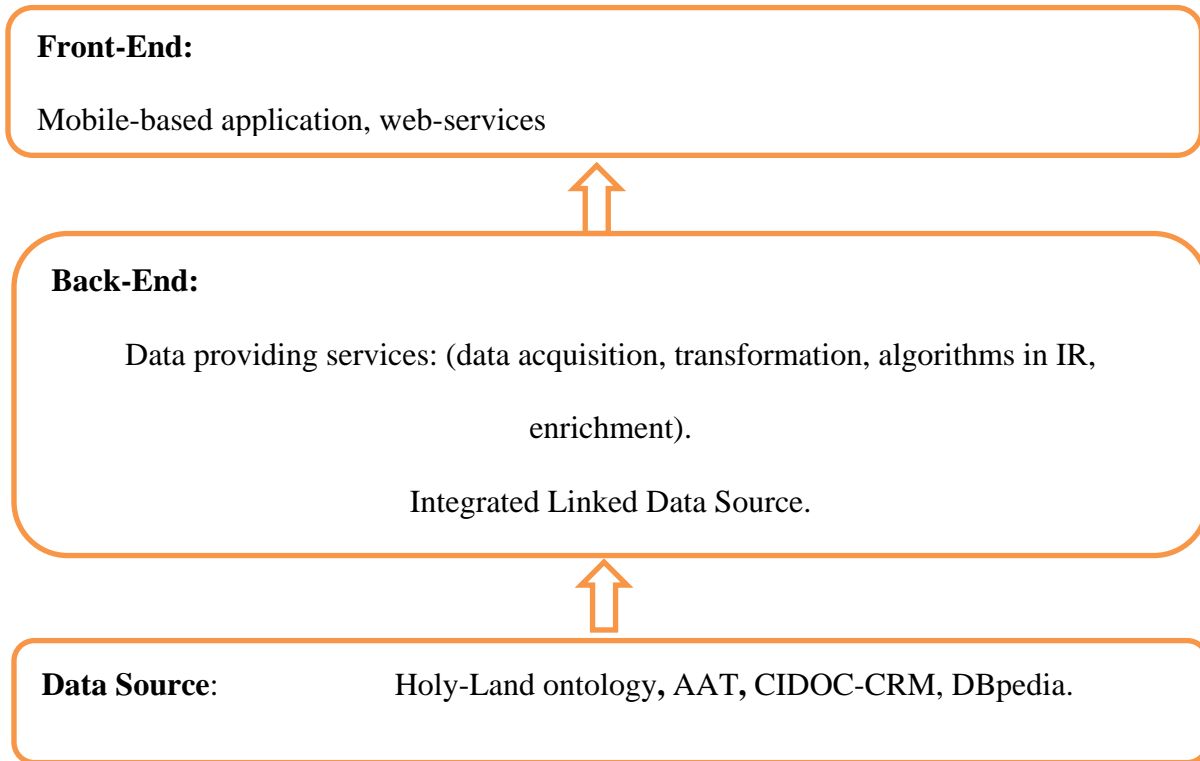 Front-End:
Mobile-based application, web-services
Back-End:
Data providing services: (data acquisition, transformation, algorithms in IR,
enrichment).
Integrated Linked Data Source.
Data Source: Holy-Land ontology, AAT, CIDOC-CRM, DBpedia.